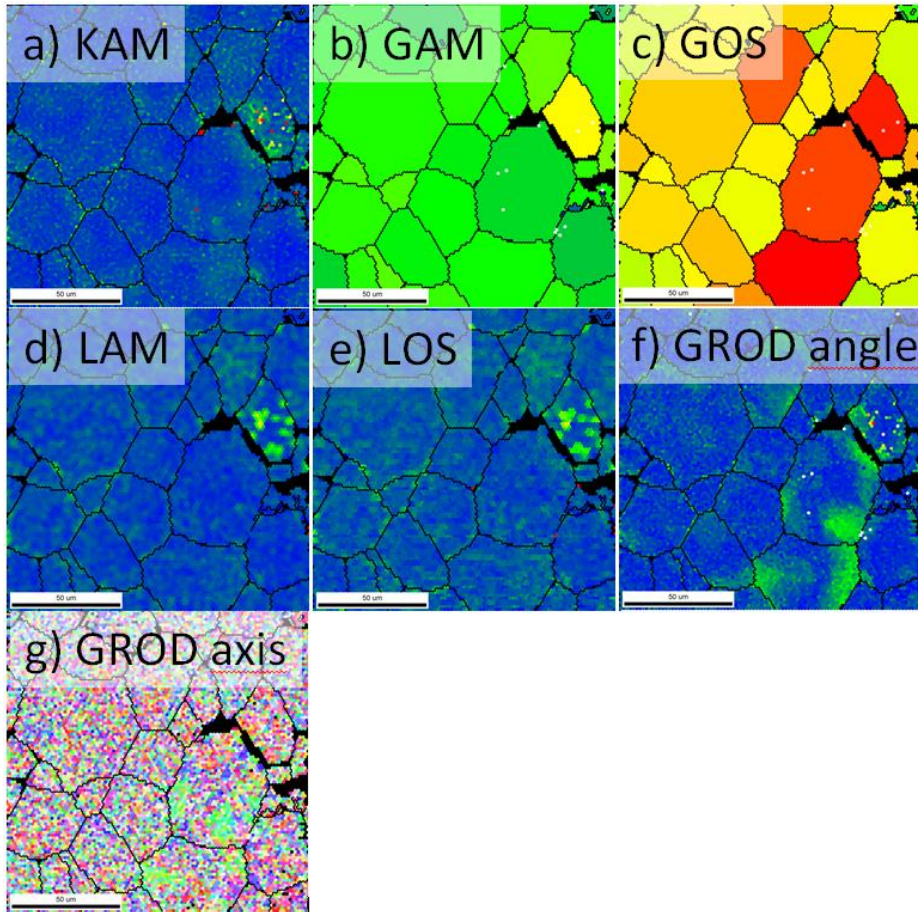 a) KAM
b) GAM
c) GOS
50 um
50 um
50 um
d) LAM
e) LOS
f) GROD angle
50 um
50 um
50 um
g) GROD axis
50 um